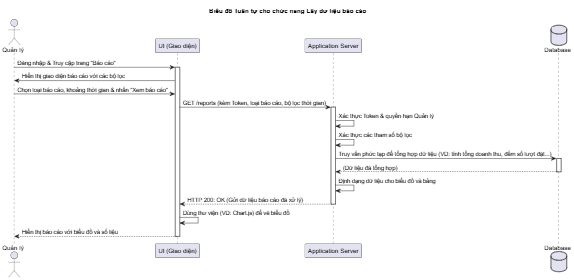 Biểu đồ Tuần tự cho chức năng Lấy dữ liệu báo cáo
Quản lý
UI (Giao diện)
Application Server
Database
Đăng nhập & Truy cập trang "Báo cáo"
Hiển thị giao diện báo cáo với các bộ lọc
Chọn loại báo cáo, khoảng thời gian & nhấn "Xem báo cáo"
GET /reports (kèm Token, loại báo cáo, bộ lọc thời gian)
Xác thực Token & quyền hạn Quản lý
Xác thực các tham số bộ lọc
Truy vấn phức tạp để tổng hợp dữ liệu (VD: tính tổng doanh thu, đếm số lượt đặt...)
(Dữ liệu đã tổng hợp)
Định dạng dữ liệu cho biểu đồ và bảng
HTTP 200: OK (Gửi dữ liệu báo cáo đã xử lý)
Dùng thư viện (VD: Chart.js) để vẽ biểu đồ
Hiển thị báo cáo với biểu đồ và số liệu
Quản lý
UI (Giao diện)
Application Server
Database